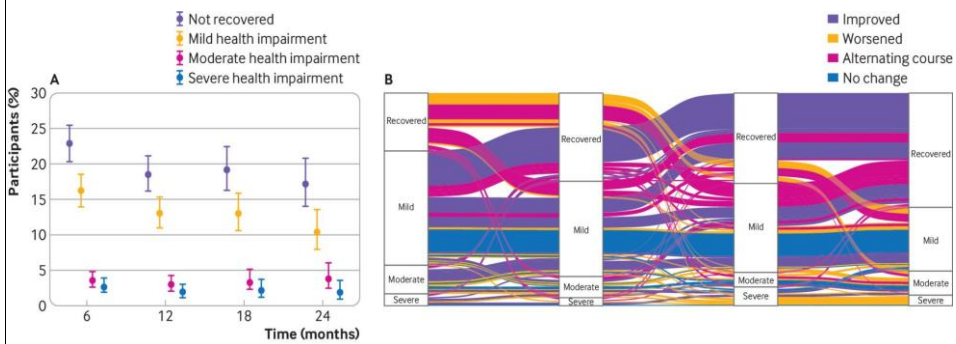 Not recovered
Mild health impairment
Moderate health impairment
Severe health impairment
A
Participants (%)
30
25
20
15
10
5
0
6
12
18
24
Time (months)
Improved
Worsened
Alternating course
No change
B
Recovered
Mild
Moderate
Severe
Recovered
Mild
Moderate
Severe
Recovered
Mild
Moderate
Severe
Recovered
Mild
Moderate
Severe